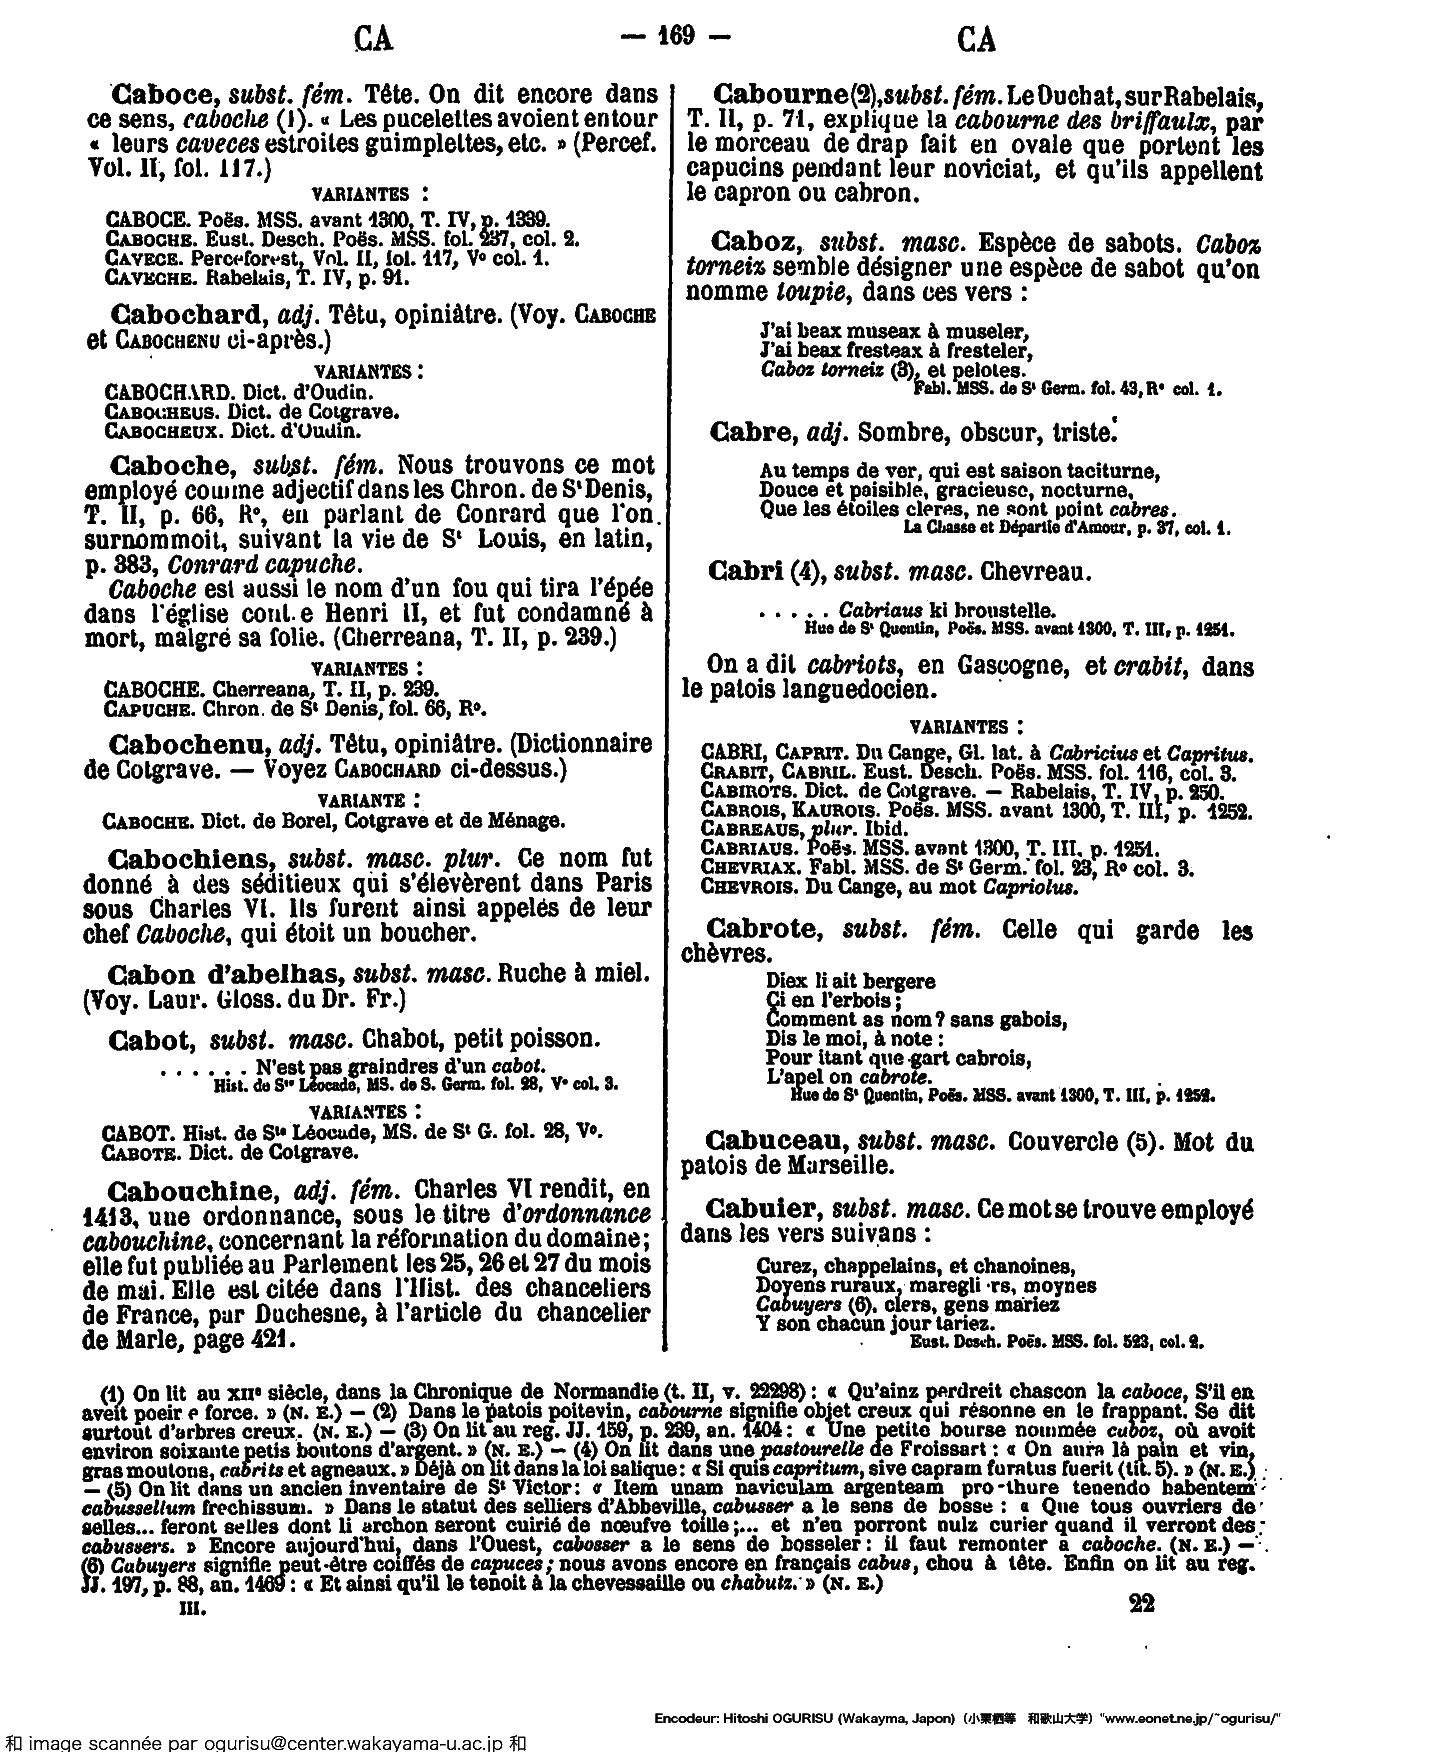 CA
— 169 —
CA
Caboce, subst. fém. Tête. On dit encore dans
ce sens, caboche (1). « Les pucelettes avoient entour
« leurs caveces estroites guimplettes, etc. » (Percef.
Vol. II, fol. 117.)
VARIANTES :
CABOCE. Poës. MSS. avant 1300, T. IV, p. 1339.
CABOCHE. Eust. Desch. Poës. MSS. fol. 237, col. 2.
CAVECE. Perceforest, Vol. II, fol. 117, Vº col. 1.
CAVECHE. Rabelais, T. IV, p. 91.
Cabochard, adj. Têtu, opiniâtre. (Voy. CABOCHE
et CABOCHENU ci-après.)
VARIANTES :
CABOCHARD. Dict. d'Oudin.
CABOCHEUS. Dict. de Cotgrave.
CABOCHEUX. Dict. d'Oudin.
Caboche, subst. fém. Nous trouvons ce mot
employé comme adjectif dans les Chron. de Sᵗ Denis,
T. II, p. 66, Rº, en parlant de Conrard que l'on
surnommoit, suivant la vie de Sᵗ Louis, en latin,
p. 383, Conrard capuche.
Caboche est aussi le nom d'un fou qui tira l'épée
dans l'église contre Henri II, et fut condamné à
mort, malgré sa folie. (Cherreana, T. II, p. 239.)
VARIANTES :
CABOCHE. Cherreana, T. II, p. 239.
CAPUCHE. Chron. de Sᵗ Denis, fol. 66, Rº.
Cabochenu, adj. Têtu, opiniâtre. (Dictionnaire
de Cotgrave. — Voyez CABOCHARD ci-dessus.)
VARIANTE :
CABOCHE. Dict. de Borel, Cotgrave et de Ménage.
Cabochiens, subst. masc. plur. Ce nom fut
donné à des séditieux qui s'élevèrent dans Paris
sous Charles VI. Ils furent ainsi appelés de leur
chef Caboche, qui étoit un boucher.
Cabon d'abelhas, subst. masc. Ruche à miel.
(Voy. Laur. Gloss. du Dr. Fr.)
Cabot, subst. masc. Chabot, petit poisson.
. . . . . . N'est pas graindres d'un cabot.
Hist. de Sᵗᵉ Léocade, MS. de S. Germ. fol. 28, Vº col. 3.
VARIANTES :
CABOT. Hist. de Sᵗᵉ Léocade, MS. de Sᵗ G. fol. 28, Vº.
CABOTE. Dict. de Cotgrave.
Cabouchine, adj. fém. Charles VI rendit, en
1413, une ordonnance, sous le titre d'ordonnance
cabouchine, concernant la réformation du domaine;
elle fut publiée au Parlement les 25, 26 et 27 du mois
de mai. Elle est citée dans l'Hist. des chanceliers
de France, par Duchesne, à l'article du chancelier
de Marle, page 421.
Cabourne (2), subst. fém. Le Duchat, sur Rabelais,
T. II, p. 71, explique la cabourne des briffaulx, par
le morceau de drap fait en ovale que portent les
capucins pendant leur noviciat, et qu'ils appellent
le capron ou cabron.
Caboz, subst. masc. Espèce de sabots. Caboz
torneiz semble désigner une espèce de sabot qu'on
nomme toupie, dans ces vers :
J'ai beax museax à museler,
J'ai beax fresteax à fresteler,
Caboz torneiz (3), et pelotes.
Fabl. MSS. de Sᵗ Germ. fol. 43, Rº col. 1.
Cabre, adj. Sombre, obscur, triste.
Au temps de ver, qui est saison taciturne,
Douce et paisible, gracieuse, nocturne,
Que les étoiles cleres, ne sont point cabres.
La Chasse et Départie d'Amour, p. 37, col. 1.
Cabri (4), subst. masc. Chevreau.
. . . . . Cabriaus ki broustelle.
Hue de Sᵗ Quentin, Poës. MSS. avant 1300, T. III, p. 1251.
On a dit cabriots, en Gascogne, et crabit, dans
le patois languedocien.
VARIANTES :
CABRI, CAPRIT. Du Cange, Gl. lat. à Cabricius et Capritus.
CRABIT, CABRIL. Eust. Desch. Poës. MSS. fol. 116, col. 3.
CABIROTS. Dict. de Cotgrave. — Rabelais, T. IV, p. 250.
CABROIS, KAUROIS. Poës. MSS. avant 1300, T. III, p. 1252.
CABREAUS, plur. Ibid.
CABRIAUS. Poës. MSS. avant 1300, T. III, p. 1251.
CHEVRIAX. Fabl. MSS. de Sᵗ Germ. fol. 23, Rº col. 3.
CHEVROIS. Du Cange, au mot Capriolus.
Cabrote, subst. fém. Celle qui garde les
chèvres.
Diex li ait bergere
Çi en l'erbois ;
Comment as nom ? sans gabois,
Dis le moi, à note :
Pour itant que gart cabrois,
L'apel on cabrote.
Hue de Sᵗ Quentin, Poës. MSS. avant 1300, T. III, p. 1252.
Cabuceau, subst. masc. Couvercle (5). Mot du
patois de Marseille.
Cabuier, subst. masc. Ce mot se trouve employé
dans les vers suivans :
Curez, chappelains, et chanoines,
Doyens ruraux, maregliers, moynes
Cabuyers (6), clers, gens mariez
Y son chacun jour tariez.
Eust. Desch. Poës. MSS. fol. 523, col. 2.
(1) On lit au XIIᵉ siècle, dans la Chronique de Normandie (t. II, v. 22298) : « Qu'ainz perdreit chascon la caboce, S'il en
aveit poeir e force. » (N. E.) — (2) Dans le patois poitevin, cabourne signifie objet creux qui résonne en le frappant. Se dit
surtout d'arbres creux. (N. E.) — (3) On lit au reg. JJ. 159, p. 239, an. 1404 : « Une petite bourse nommée cuboz, où avoit
environ soixante petis boutons d'argent. » (N. E.) — (4) On lit dans une pastourelle de Froissart : « On aura là pain et vin,
gras moutons, cabrits et agneaux. » Déjà on lit dans la loi salique : « Si quis capritum, sive capram furatus fuerit (tit. 5). » (N. E.)
— (5) On lit dans un ancien inventaire de Sᵗ Victor : « Item unam naviculam argenteam pro thure tenendo habentem
cabussellum frechissum. » Dans le statut des selliers d'Abbeville, cabusser a le sens de bosse : « Que tous ouvriers de
selles... feront selles dont li archon seront cuirié de nœufve toille ;... et n'en porront nulz curier quand il verront des
cabussers. » Encore aujourd'hui, dans l'Ouest, cabosser a le sens de bosseler : il faut remonter à caboche. (N. E.) —
(6) Cabuyers signifie peut-être coiffés de capuces ; nous avons encore en français cabus, chou à tête. Enfin on lit au reg.
JJ. 197, p. 88, an. 1469 : « Et ainsi qu'il le tenoit à la chevessaille ou chabutz. » (N. E.)
III.
22
Encodeur: Hitoshi OGURISU (Wakayma, Japon) (小栗栖等 和歌山大学) "www.eonet.ne.jp/~ogurisu/"
和 image scannée par ogurisu@center.wakayama-u.ac.jp 和